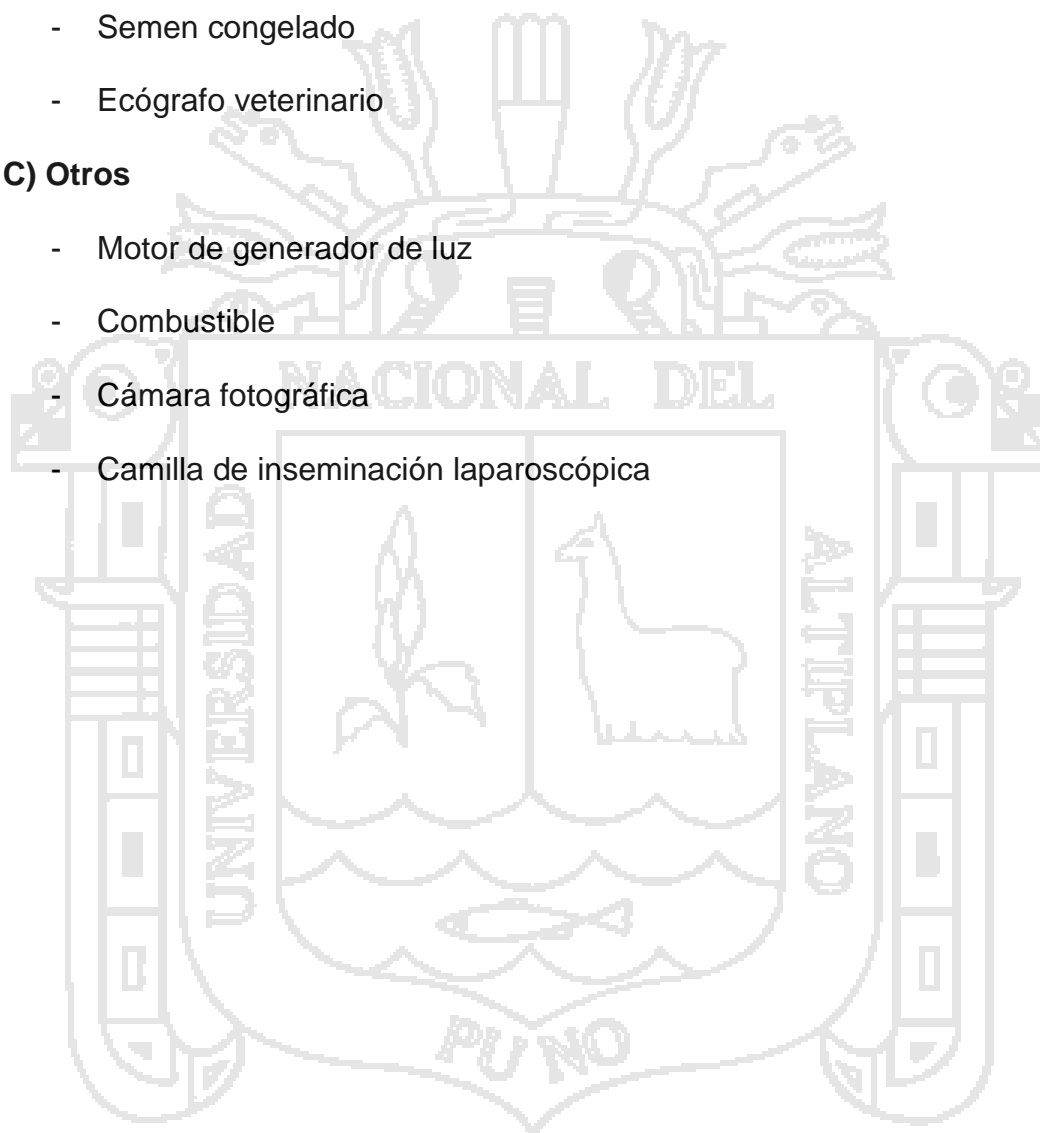 - Semen congelado
- Ecógrafo veterinario
C) Otros
- Motor de generador de luz
- Combustible
- Cámara fotográfica
- Camilla de inseminación laparoscópica
UNIVERSIDAD
NACIONAL DEL
ALTIPLANO
PUNO